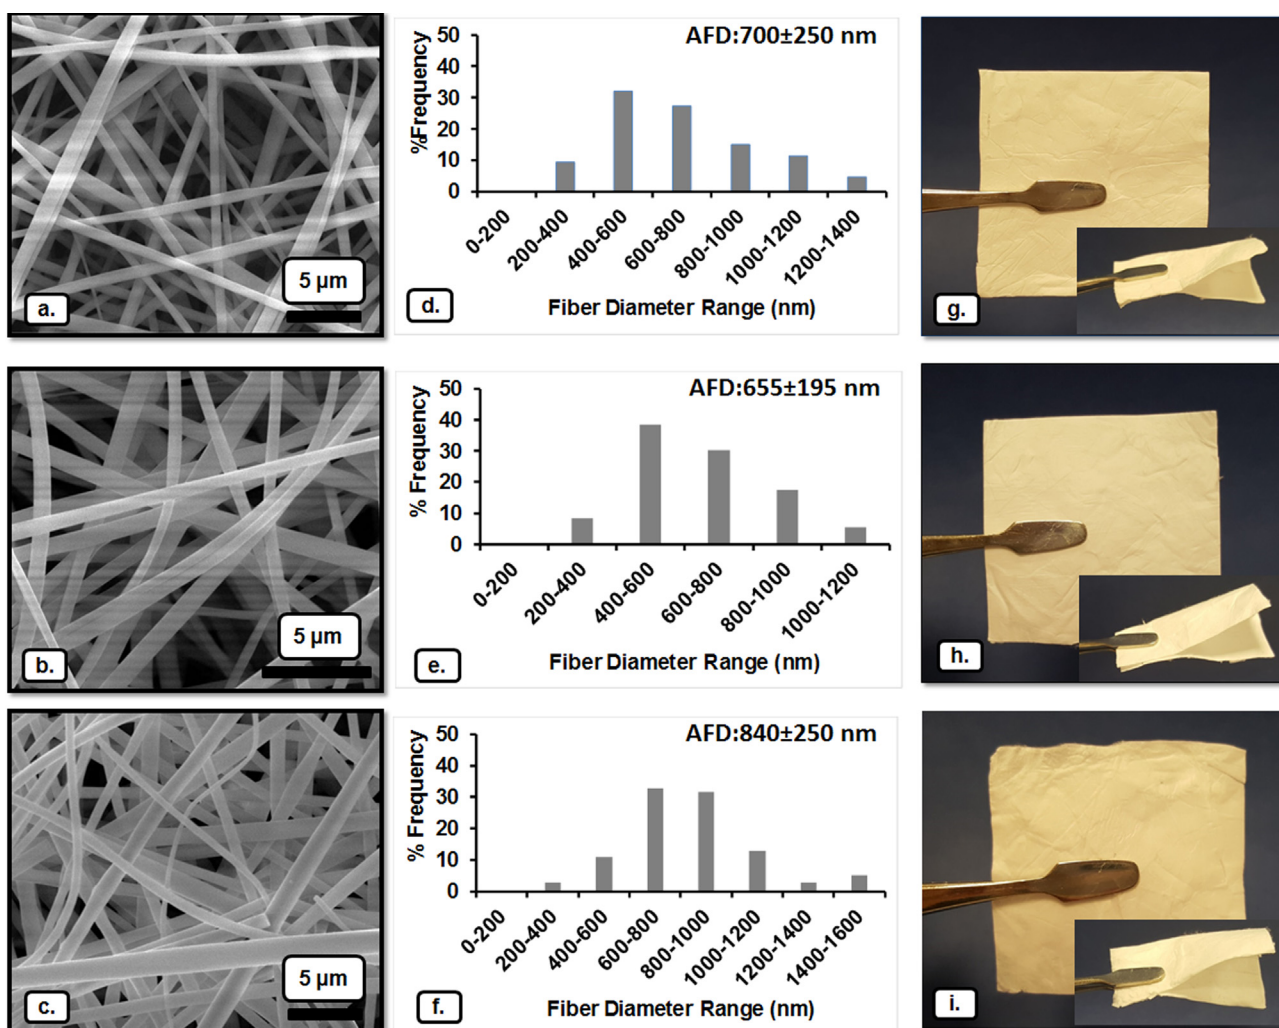 5 µm
a.
AFD:700±250 nm
%Frequency
50
40
30
20
10
0
0-200
200-400
400-600
600-800
800-1000
1000-1200
1200-1400
Fiber Diameter Range (nm)
d.
g.
5 µm
b.
AFD:655±195 nm
% Frequency
50
40
30
20
10
0
0-200
200-400
400-600
600-800
800-1000
1000-1200
Fiber Diameter Range (nm)
e.
h.
5 µm
c.
AFD:840±250 nm
% Frequency
50
40
30
20
10
0
0-200
200-400
400-600
600-800
800-1000
1000-1200
1200-1400
1400-1600
Fiber Diameter Range (nm)
f.
i.